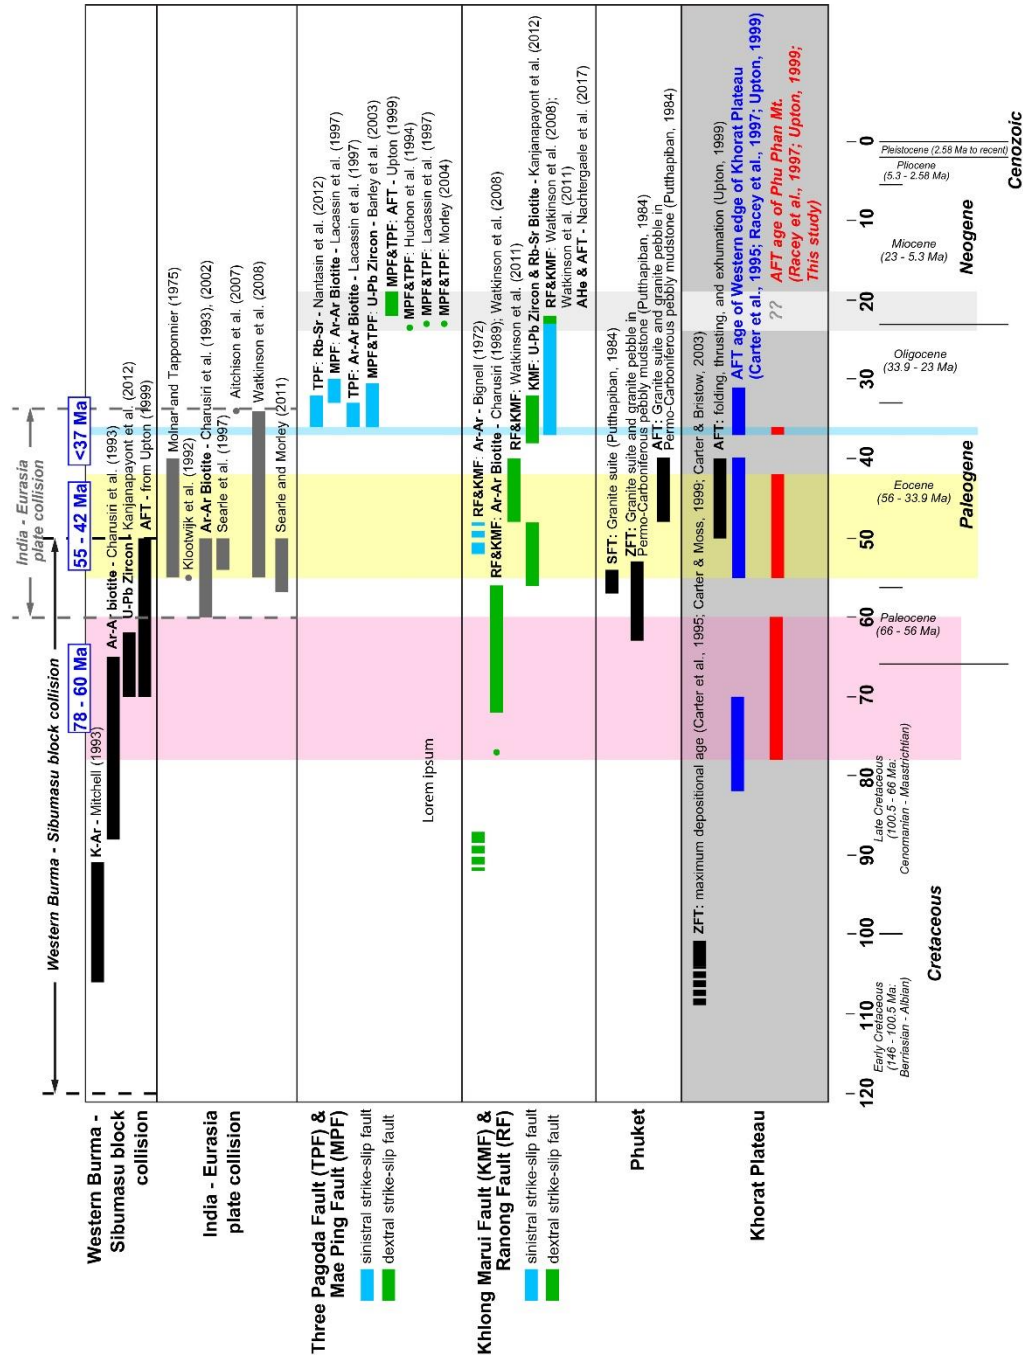 India - Eurasia
plate collision
Western Burma - Sibumasu block collision
78 - 60 Ma
55 - 42 Ma
<37 Ma
Western Burma -
Sibumasu block
collision
K-Ar - Mitchell (1993)
Ar-Ar biotite - Charusiri et al. (1993)
U-Pb Zircon - Kanjanapayont et al. (2012)
AFT - from Upton (1999)
India - Eurasia
plate collision
Molnar and Tapponnier (1975)
Klootwijk et al. (1992)
Ar-Ar Biotite - Charusiri et al. (1993), (2002)
Searle et al. (1997)
Aitchison et al. (2007)
Watkinson et al. (2008)
Searle and Morley (2011)
Three Pagoda Fault (TPF) &
Mae Ping Fault (MPF)
sinistral strike-slip fault
dextral strike-slip fault
TPF: Rb-Sr - Nantasin et al. (2012)
MPF: Ar-Ar Biotite - Lacassin et al. (1997)
TPF: Ar-Ar Biotite - Lacassin et al. (1997)
MPF&TPF: U-Pb Zircon - Barley et al. (2003)
MPF&TPF: AFT - Upton (1999)
MPF&TPF: Huchon et al. (1994)
MPF&TPF: Lacassin et al. (1997)
MPF&TPF: Morley (2004)
Lorem ipsum
Khlong Marui Fault (KMF) &
Ranong Fault (RF)
sinistral strike-slip fault
dextral strike-slip fault
RF&KMF: Ar-Ar - Bignell (1972)
RF&KMF: Ar-Ar Biotite - Charusiri (1989); Watkinson et al. (2008)
RF&KMF: Watkinson et al. (2011)
KMF: U-Pb Zircon & Rb-Sr Biotite - Kanjanapayont et al. (2012)
RF&KMF: Watkinson et al. (2008);
Watkinson et al. (2011)
AHe & AFT - Nachtergaele et al. (2017)
Phuket
SFT: Granite suite (Putthapiban, 1984)
ZFT: Granite suite and granite pebble in
Permo-Carboniferous pebbly mudstone (Putthapiban, 1984)
AFT: Granite suite and granite pebble in
Permo-Carboniferous pebbly mudstone (Putthapiban, 1984)
Khorat Plateau
ZFT: maximum depositional age (Carter et al., 1995; Carter & Moss, 1999; Carter & Bristow, 2003)
AFT: folding, thrusting, and exhumation (Upton, 1999)
AFT age of Western edge of Khorat Plateau
(Carter et al., 1995; Racey et al., 1997; Upton, 1999)
??
AFT age of Phu Phan Mt.
(Racey et al., 1997; Upton, 1999;
This study)
120
110
100
90
80
70
60
50
40
30
20
10
0
Early Cretaceous
(146 - 100.5 Ma:
Berriasian - Albian)
Late Cretaceous
(100.5 - 66 Ma:
Cenomanian - Maastrichtian)
Paleocene
(66 - 56 Ma)
Eocene
(56 - 33.9 Ma)
Oligocene
(33.9 - 23 Ma)
Miocene
(23 - 5.3 Ma)
Pliocene
(5.3 - 2.58 Ma)
Pleistocene (2.58 Ma to recent)
Cretaceous
Paleogene
Neogene
Cenozoic